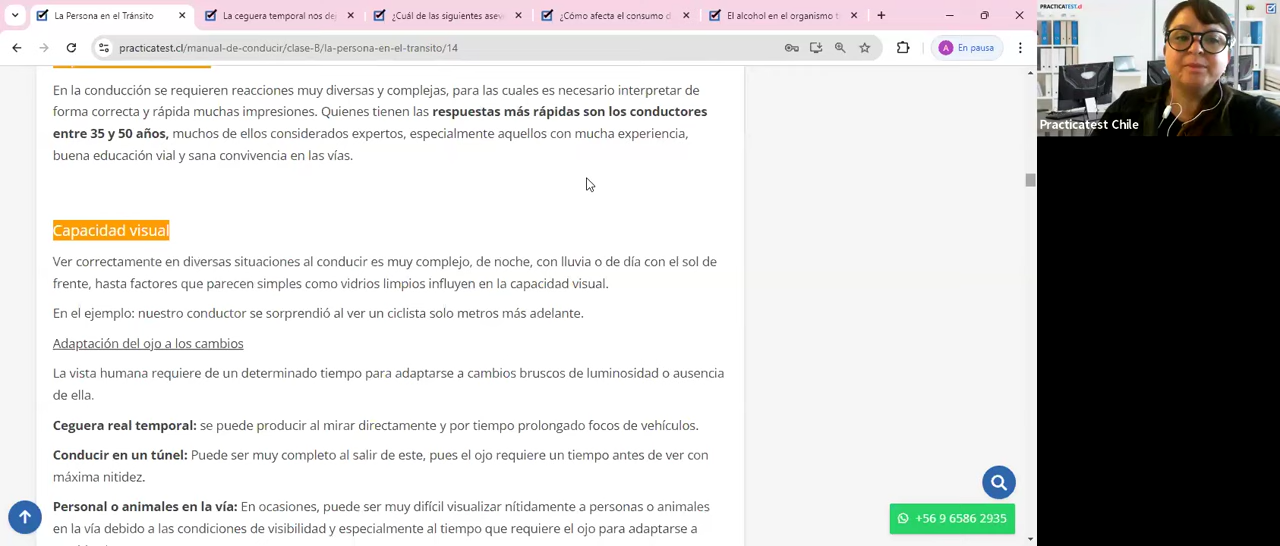 La Persona en el Tránsito
La ceguera temporal nos dej
¿Cuál de las siguientes asev
¿Cómo afecta el consumo d
El alcohol en el organismo t
practicatest.cl/manual-de-conducir/clase-B/la-persona-en-el-transito/14
A
En pausa
En la conducción se requieren reacciones muy diversas y complejas, para las cuales es necesario interpretar de
forma correcta y rápida muchas impresiones. Quienes tienen las respuestas más rápidas son los conductores
entre 35 y 50 años, muchos de ellos considerados expertos, especialmente aquellos con mucha experiencia,
buena educación vial y sana convivencia en las vías.
Capacidad visual
Ver correctamente en diversas situaciones al conducir es muy complejo, de noche, con lluvia o de día con el sol de
frente, hasta factores que parecen simples como vidrios limpios influyen en la capacidad visual.
En el ejemplo: nuestro conductor se sorprendió al ver un ciclista solo metros más adelante.
Adaptación del ojo a los cambios
La vista humana requiere de un determinado tiempo para adaptarse a cambios bruscos de luminosidad o ausencia
de ella.
Ceguera real temporal: se puede producir al mirar directamente y por tiempo prolongado focos de vehículos.
Conducir en un túnel: Puede ser muy completo al salir de este, pues el ojo requiere un tiempo antes de ver con
máxima nitidez.
Personal o animales en la vía: En ocasiones, puede ser muy difícil visualizar nítidamente a personas o animales
en la vía debido a las condiciones de luminosidad y especialmente al tiempo que requiere el ojo para adaptarse a
+56 9 6586 2935
PRACTICATEST.cl
Practicatest Chile